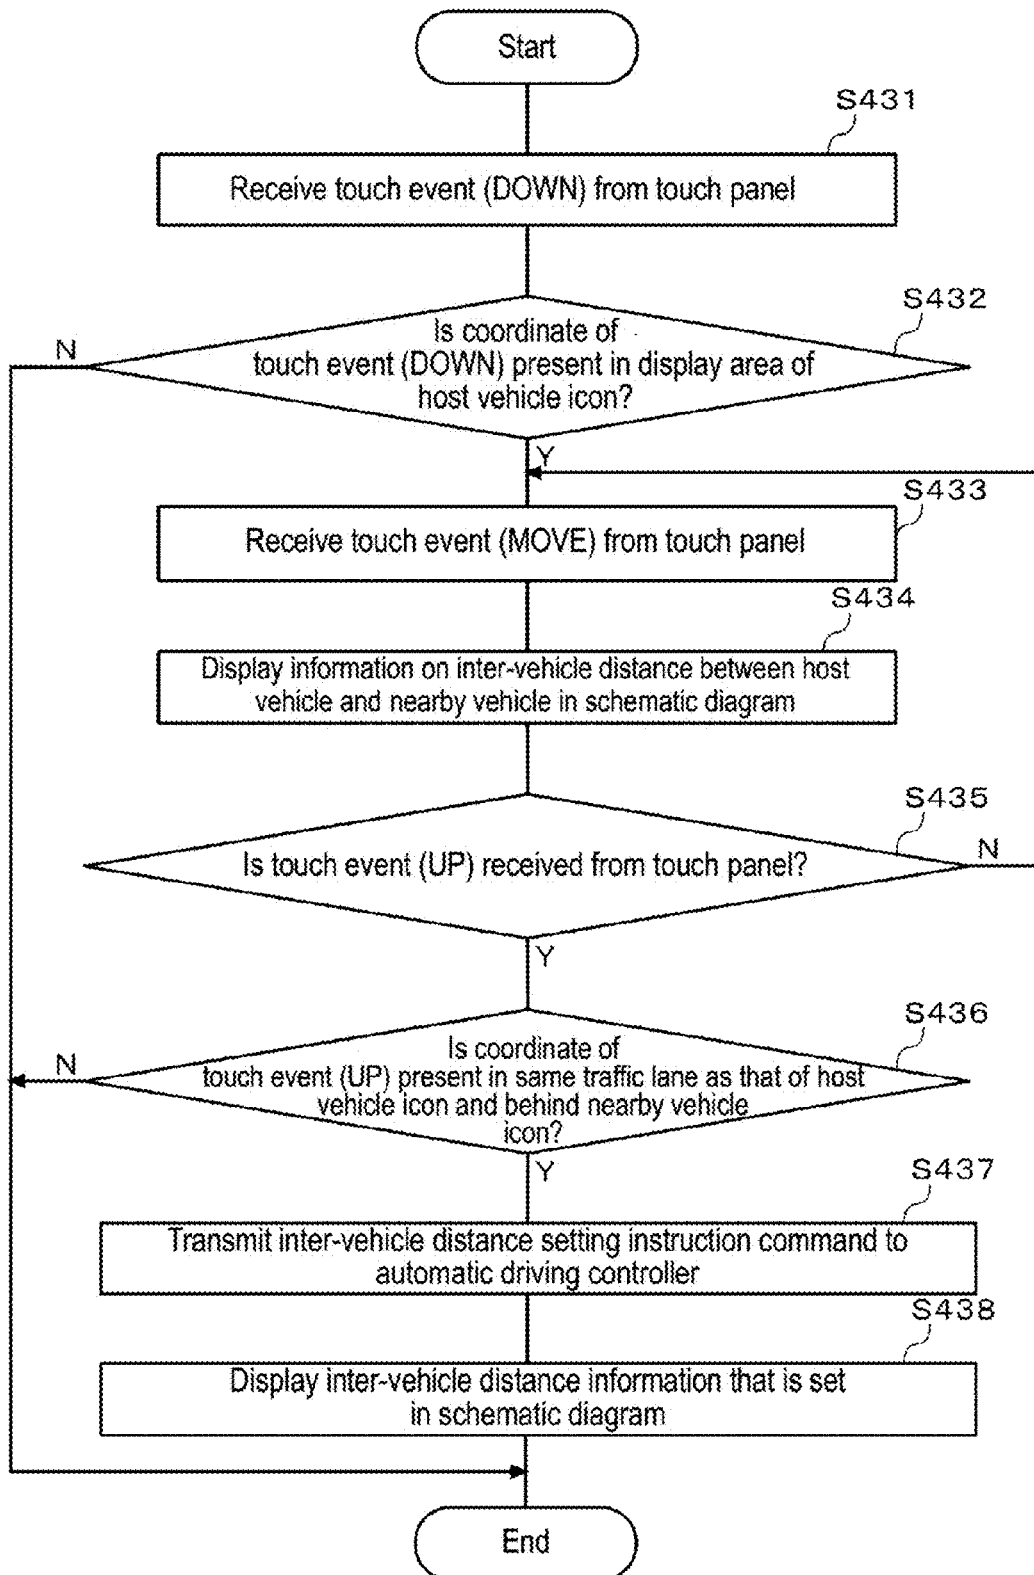 Start
S431
Receive touch event (DOWN) from touch panel
S432
Is coordinate of
touch event (DOWN) present in display area of
host vehicle icon?
N
Y
S433
Receive touch event (MOVE) from touch panel
S434
Display information on inter-vehicle distance between host
vehicle and nearby vehicle in schematic diagram
S435
Is touch event (UP) received from touch panel?
N
Y
S436
Is coordinate of
touch event (UP) present in same traffic lane as that of host
vehicle icon and behind nearby vehicle
icon?
N
Y
S437
Transmit inter-vehicle distance setting instruction command to
automatic driving controller
S438
Display inter-vehicle distance information that is set
in schematic diagram
End